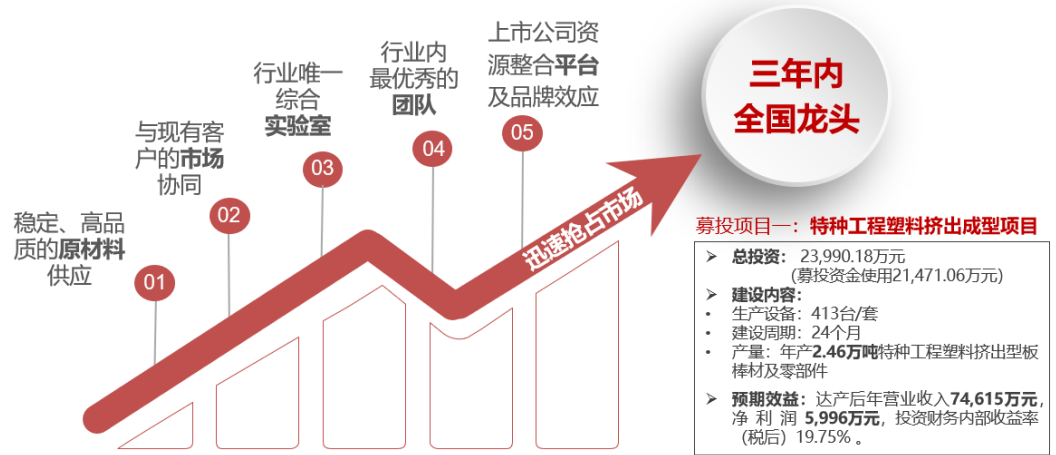 稳定、高品
质的原材料
供应
01
与现有客
户的市场
协同
02
行业唯一
综合
实验室
03
行业内
最优秀的
团队
04
上市公司资
源整合平台
及品牌效应
05
迅速抢占市场
三年内
全国龙头
募投项目一：特种工程塑料挤出成型项目
➢ 总投资： 23,990.18万元
(募投资金使用21,471.06万元)
➢ 建设内容：
• 生产设备：413台/套
• 建设周期：24个月
• 产量：年产2.46万吨特种工程塑料挤出型板
棒材及零部件
➢ 预期效益：达产后年营业收入74,615万元，
净利润5,996万元，投资财务内部收益率
（税后）19.75% 。